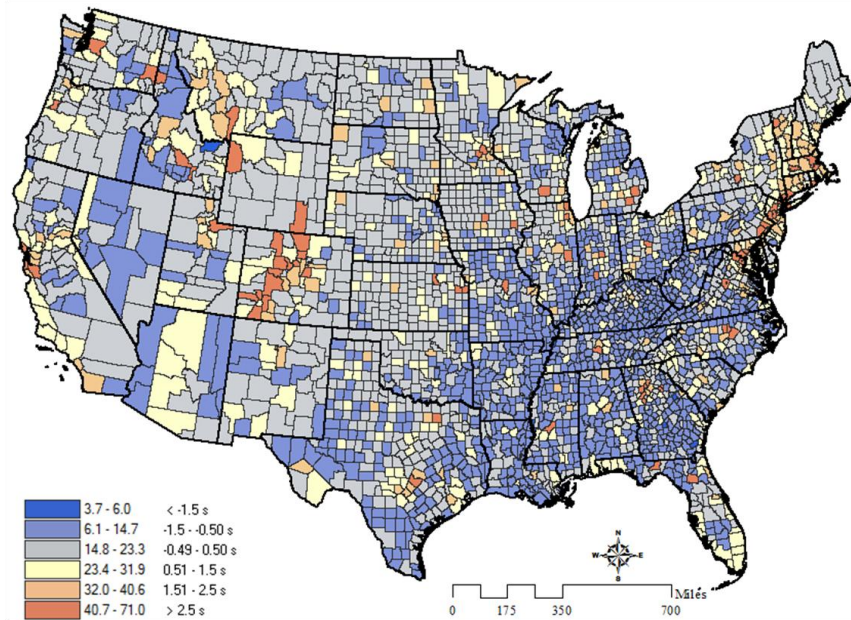 3.7 - 6.0 < -1.5 s
6.1 - 14.7 -1.5 - -0.50 s
14.8 - 23.3 -0.49 - 0.50 s
23.4 - 31.9 0.51 - 1.5 s
32.0 - 40.6 1.51 - 2.5 s
40.7 - 71.0 > 2.5 s
N
W E
S
Miles
0 175 350 700